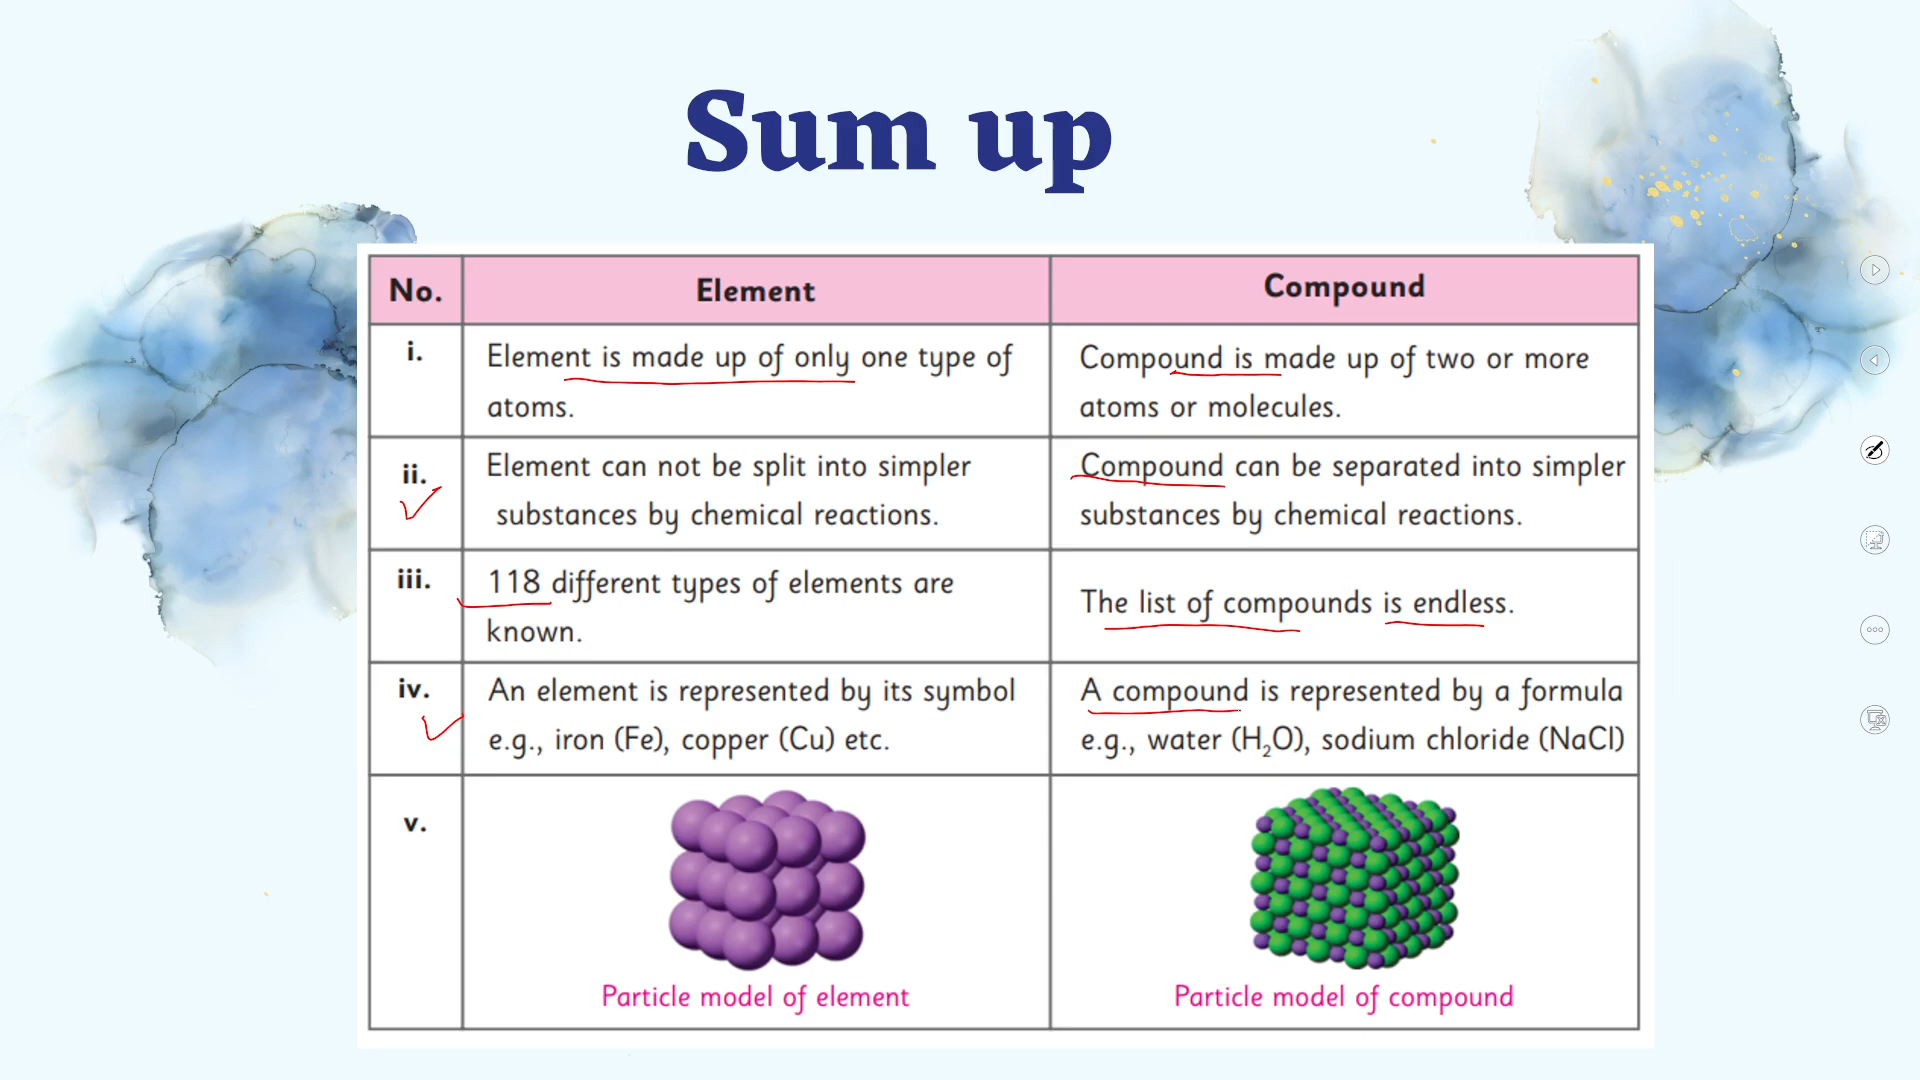 Sum up
No. Element Compound
i. Element is made up of only one type of
atoms.
Compound is made up of two or more
atoms or molecules.
ii. Element can not be split into simpler
substances by chemical reactions.
Compound can be separated into simpler
substances by chemical reactions.
iii. 118 different types of elements are
known.
The list of compounds is endless.
iv. An element is represented by its symbol
e.g., iron (Fe), copper (Cu) etc.
A compound is represented by a formula
e.g., water (H₂O), sodium chloride (NaCl)
v.
Particle model of element
Particle model of compound